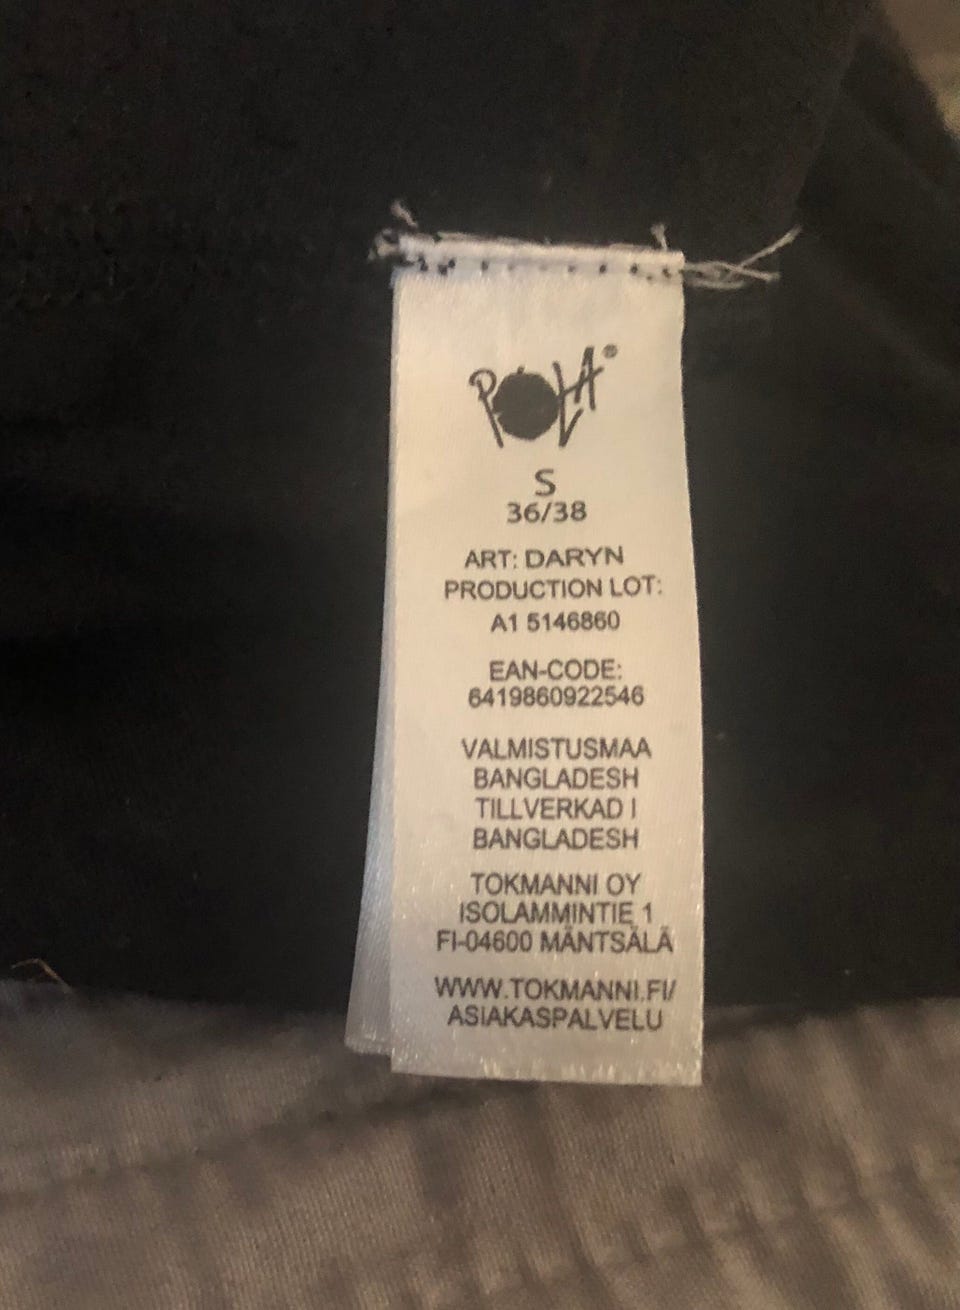 POLA®
S
36/38
ART: DARYN
PRODUCTION LOT:
A1 5146860
EAN-CODE:
6419860922546
VALMISTUSMAA
BANGLADESH
TILLVERKAD I
BANGLADESH
TOKMANNI OY
ISOLAMMINTIE 1
FI-04600 MÄNTSÄLÄ
WWW.TOKMANNI.FI/
ASIAKASPALVELU